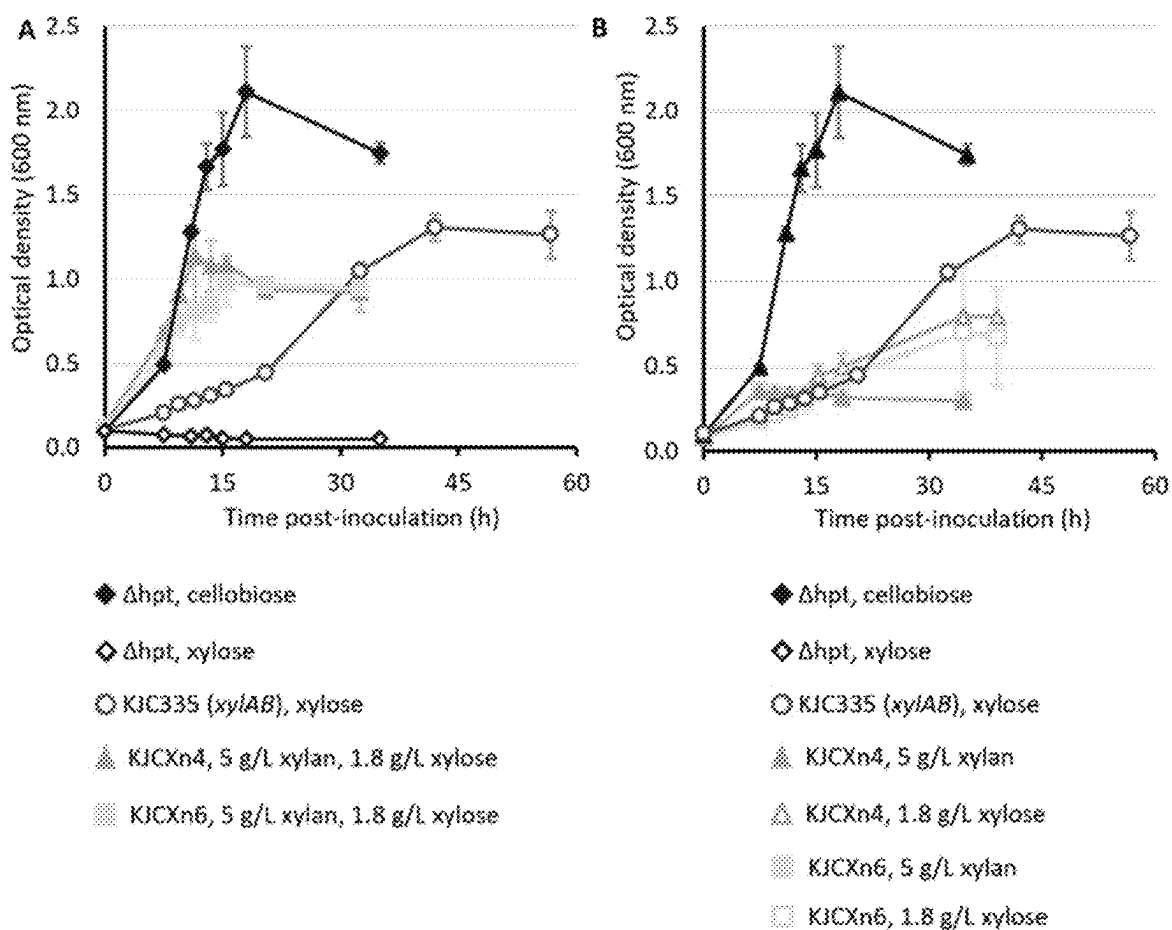 A
2.5
2.0
1.5
1.0
0.5
0.0
Optical density (600 nm)
0 15 30 45 60
Time post-inoculation (h)
B
2.5
2.0
1.5
1.0
0.5
0.0
Optical density (600 nm)
0 15 30 45 60
Time post-inoculation (h)
Δhpt, cellobiose
Δhpt, xylose
KJC335 (xylAB), xylose
KJCXn4, 5 g/L xylan, 1.8 g/L xylose
KJCXn6, 5 g/L xylan, 1.8 g/L xylose
Δhpt, cellobiose
Δhpt, xylose
KJC335 (xylAB), xylose
KJCXn4, 5 g/L xylan
KJCXn4, 1.8 g/L xylose
KJCXn6, 5 g/L xylan
KJCXn6, 1.8 g/L xylose